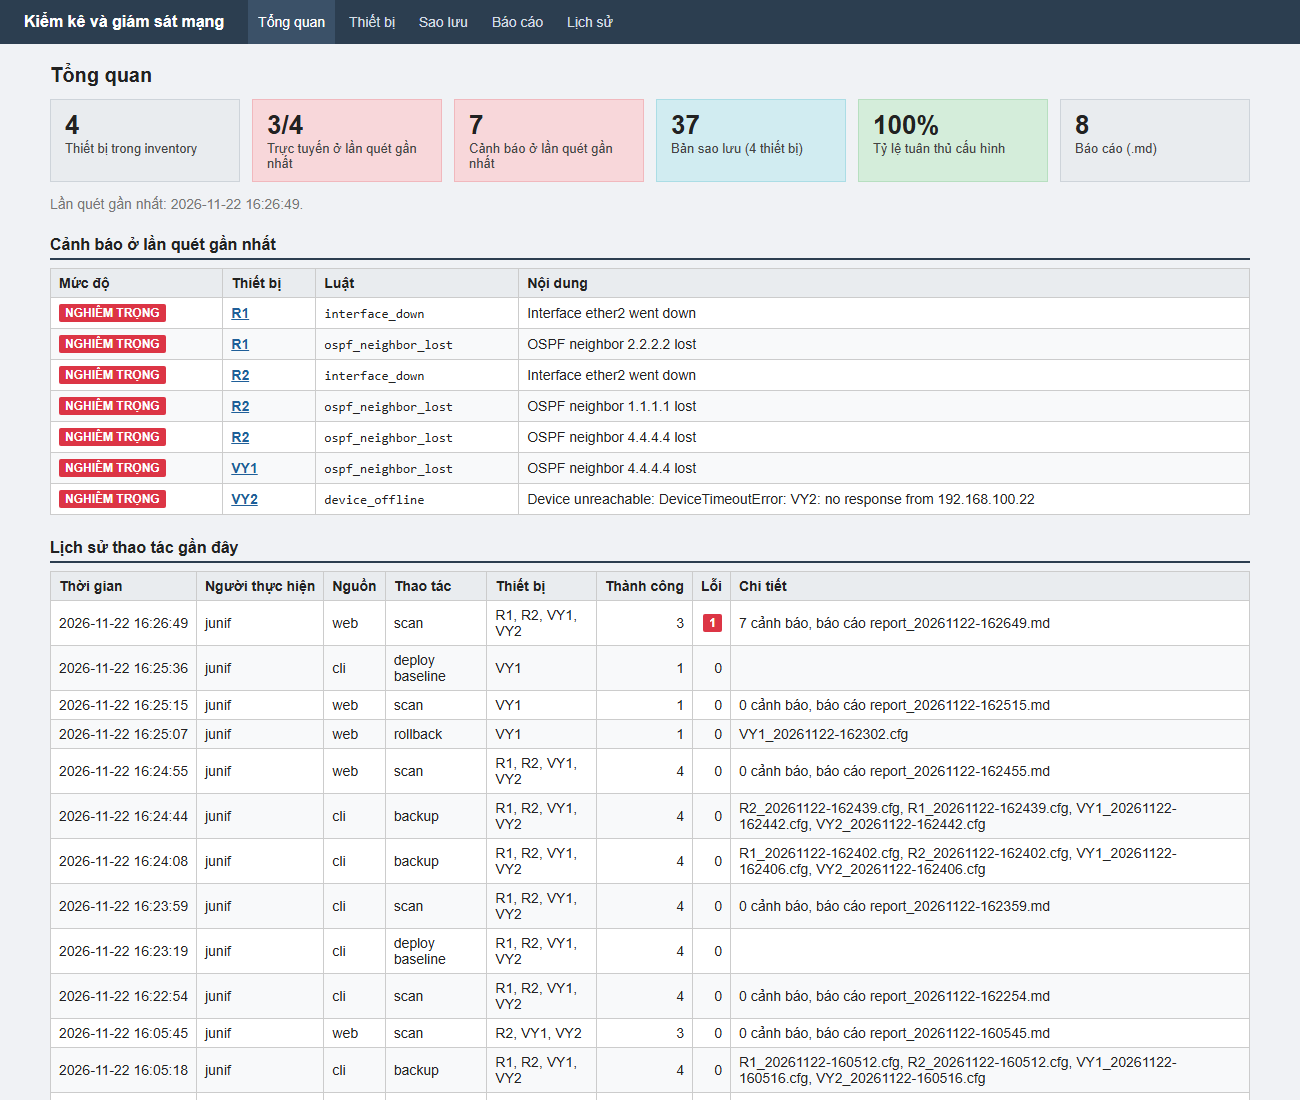 Kiểm kê và giám sát mạng Tổng quan Thiết bị Sao lưu Báo cáo Lịch sử
Tổng quan
4
Thiết bị trong inventory
3/4
Trực tuyến ở lần quét gần
nhất
7
Cảnh báo ở lần quét gần
nhất
37
Bản sao lưu (4 thiết bị)
100%
Tỷ lệ tuân thủ cấu hình
8
Báo cáo (.md)
Lần quét gần nhất: 2026-11-22 16:26:49.
Cảnh báo ở lần quét gần nhất
Mức độ Thiết bị Luật Nội dung
NGHIÊM TRỌNG R1 interface_down Interface ether2 went down
NGHIÊM TRỌNG R1 ospf_neighbor_lost OSPF neighbor 2.2.2.2 lost
NGHIÊM TRỌNG R2 interface_down Interface ether2 went down
NGHIÊM TRỌNG R2 ospf_neighbor_lost OSPF neighbor 1.1.1.1 lost
NGHIÊM TRỌNG R2 ospf_neighbor_lost OSPF neighbor 4.4.4.4 lost
NGHIÊM TRỌNG VY1 ospf_neighbor_lost OSPF neighbor 4.4.4.4 lost
NGHIÊM TRỌNG VY2 device_offline Device unreachable: DeviceTimeoutError: VY2: no response from 192.168.100.22
Lịch sử thao tác gần đây
Thời gian Người thực hiện Nguồn Thao tác Thiết bị Thành công Lỗi Chi tiết
2026-11-22 16:26:49 junif web scan R1, R2, VY1,
VY2 3 1 7 cảnh báo, báo cáo report_20261122-162649.md
2026-11-22 16:25:36 junif cli deploy
baseline VY1 1 0
2026-11-22 16:25:15 junif web scan VY1 1 0 0 cảnh báo, báo cáo report_20261122-162515.md
2026-11-22 16:25:07 junif web rollback VY1 1 0 VY1_20261122-162302.cfg
2026-11-22 16:24:55 junif web scan R1, R2, VY1,
VY2 4 0 0 cảnh báo, báo cáo report_20261122-162455.md
2026-11-22 16:24:44 junif cli backup R1, R2, VY1,
VY2 4 0 R2_20261122-162439.cfg, R1_20261122-162439.cfg, VY1_20261122-
162442.cfg, VY2_20261122-162442.cfg
2026-11-22 16:24:08 junif cli backup R1, R2, VY1,
VY2 4 0 R1_20261122-162402.cfg, R2_20261122-162402.cfg, VY1_20261122-
162406.cfg, VY2_20261122-162406.cfg
2026-11-22 16:23:59 junif cli scan R1, R2, VY1,
VY2 4 0 0 cảnh báo, báo cáo report_20261122-162359.md
2026-11-22 16:23:19 junif cli deploy
baseline R1, R2, VY1,
VY2 4 0
2026-11-22 16:22:54 junif cli scan R1, R2, VY1,
VY2 4 0 0 cảnh báo, báo cáo report_20261122-162254.md
2026-11-22 16:05:45 junif web scan R2, VY1, VY2 3 0 0 cảnh báo, báo cáo report_20261122-160545.md
2026-11-22 16:05:18 junif cli backup R1, R2, VY1,
VY2 4 0 R1_20261122-160512.cfg, R2_20261122-160512.cfg, VY1_20261122-
160516.cfg, VY2_20261122-160516.cfg